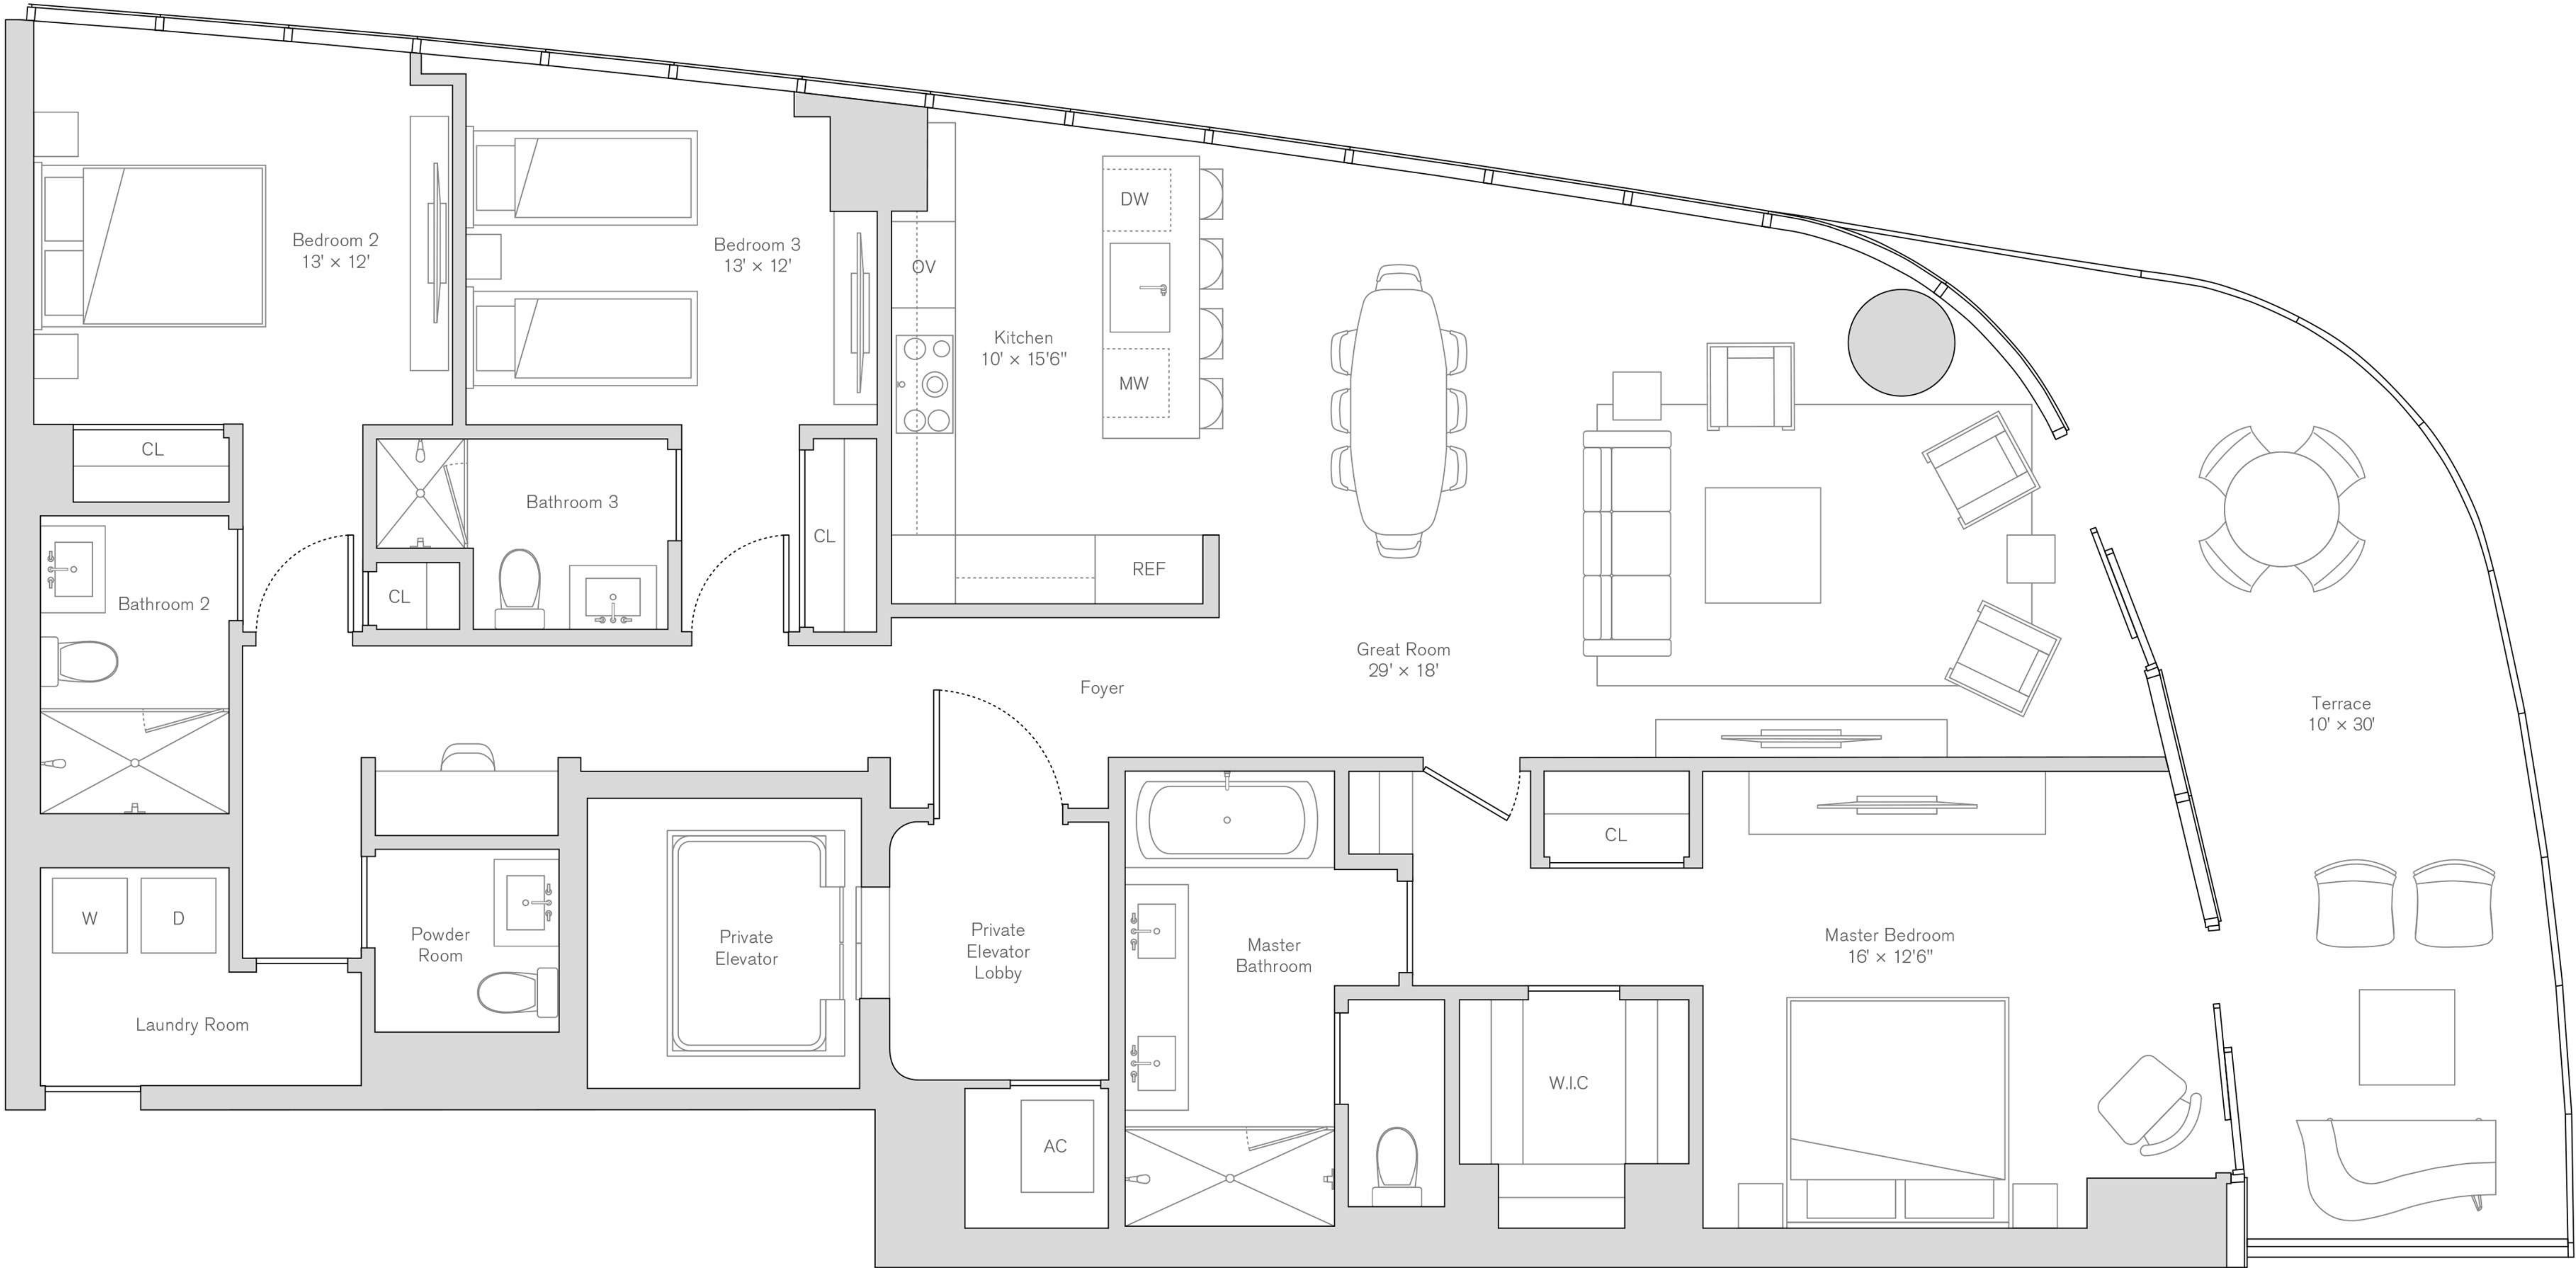 Bedroom 2
13' × 12'
Bedroom 3
13' × 12'
DW
OV
Kitchen
10' × 15'6"
MW
CL
Bathroom 3
CL
CL
REF
Bathroom 2
Great Room
29' × 18'
Foyer
Terrace
10' × 30'
CL
W
D
Powder
Room
Private
Elevator
Private
Elevator
Lobby
Master
Bathroom
Master Bedroom
16' × 12'6"
Laundry Room
W.I.C
AC